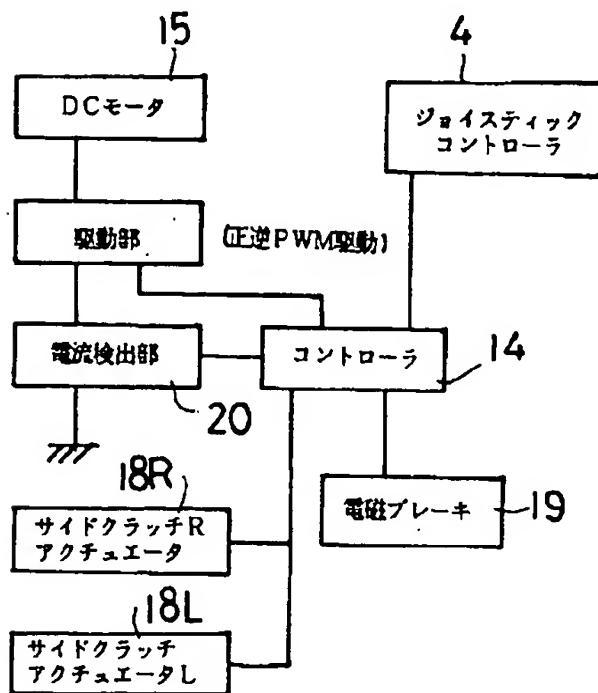 15
DCモータ
4
ジョイスティック
コントローラ
駆動部
(正逆PWM駆動)
電流検出部
20
コントローラ
14
18R
サイドクラッチR
アクチュエータ
電磁ブレーキ
19
18L
サイドクラッチ
アクチュエータL